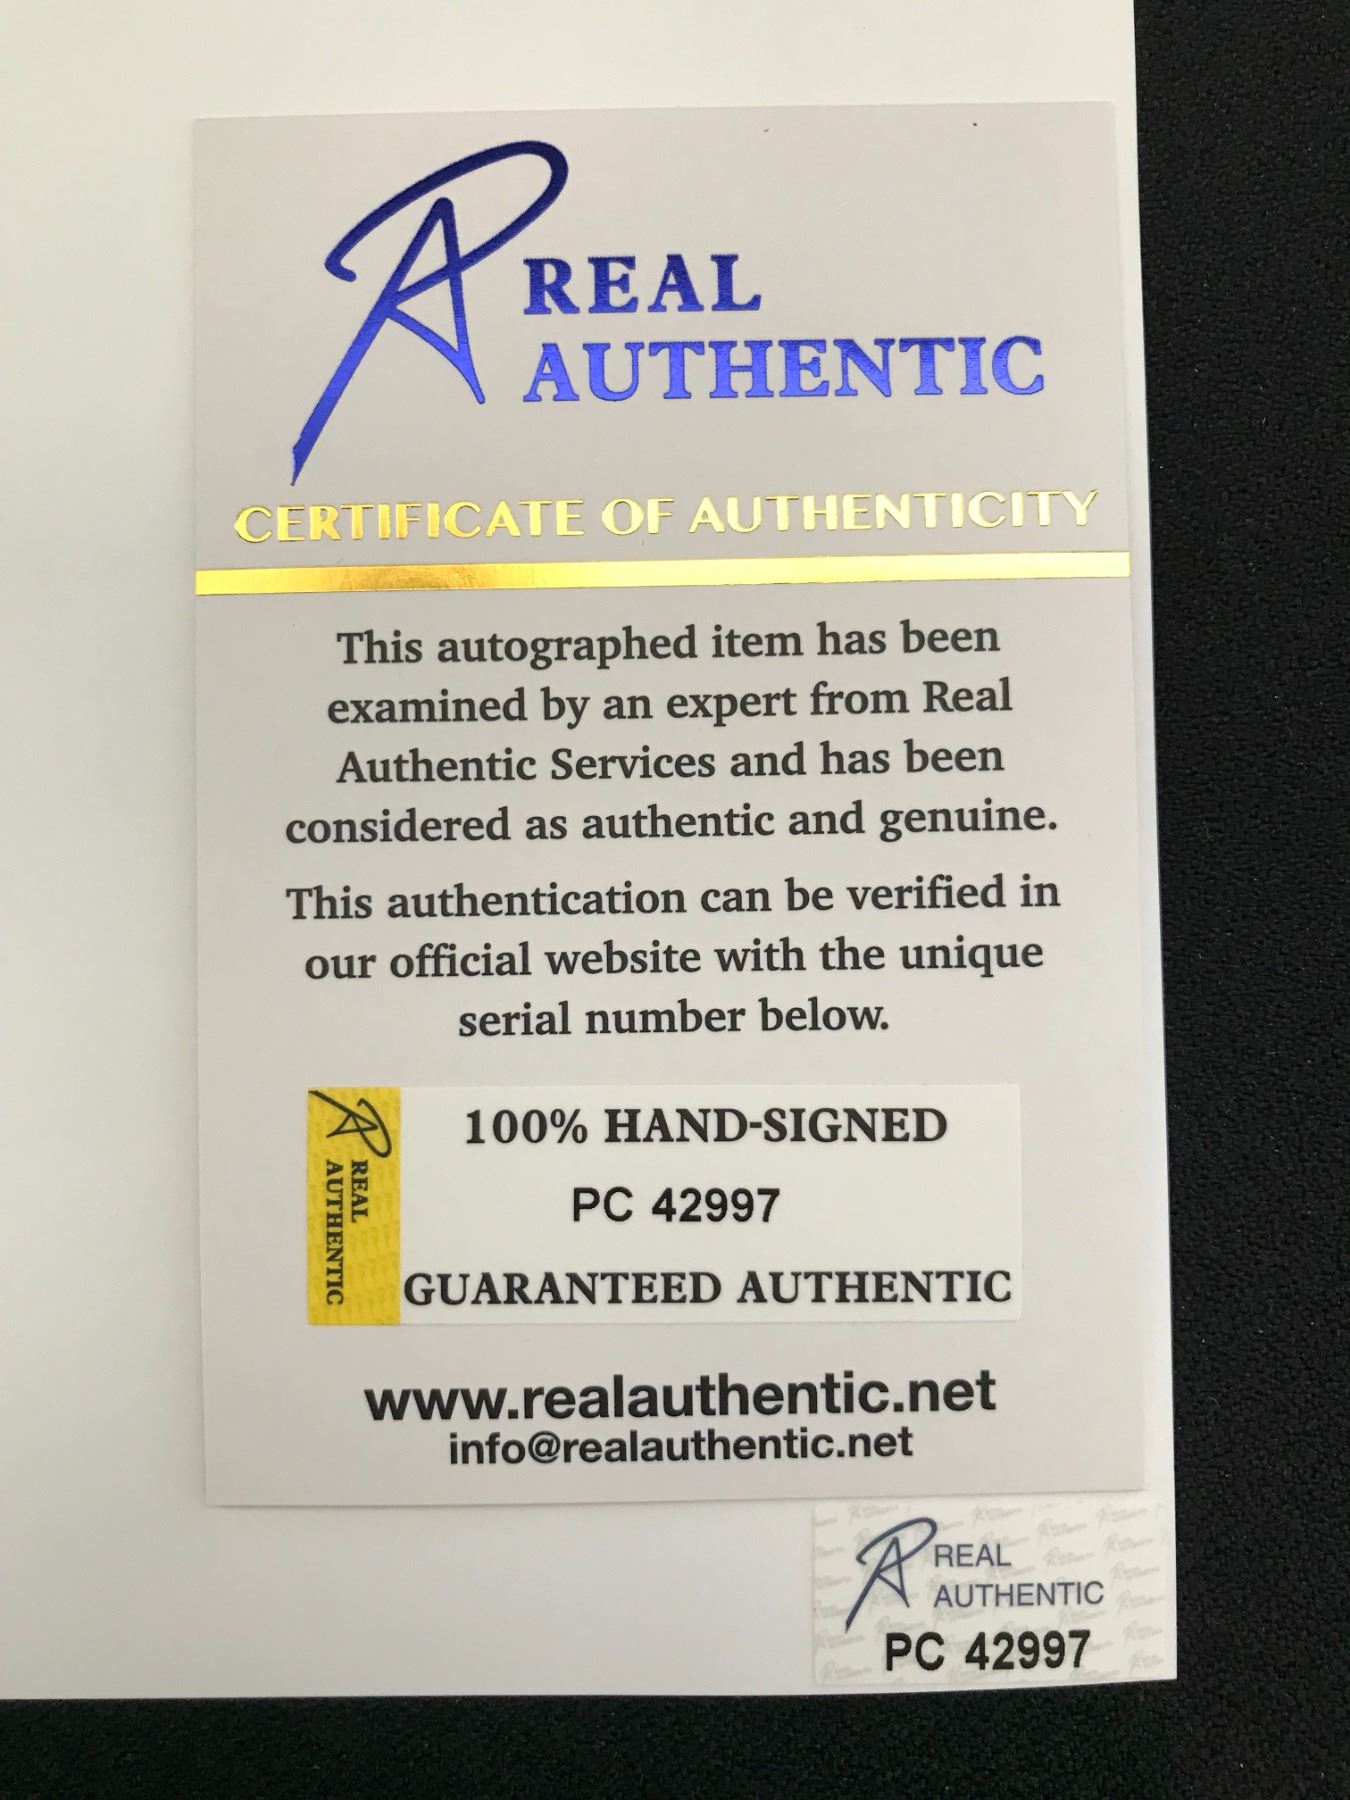 REAL
AUTHENTIC
CERTIFICATE OF AUTHENTICITY
This autographed item has been
examined by an expert from Real
Authentic Services and has been
considered as authentic and genuine.
This authentication can be verified in
our official website with the unique
serial number below.
REAL
AUTHENTIC
100% HAND-SIGNED
PC 42997
GUARANTEED AUTHENTIC
www.realauthentic.net
info@realauthentic.net
REAL
AUTHENTIC
PC 42997